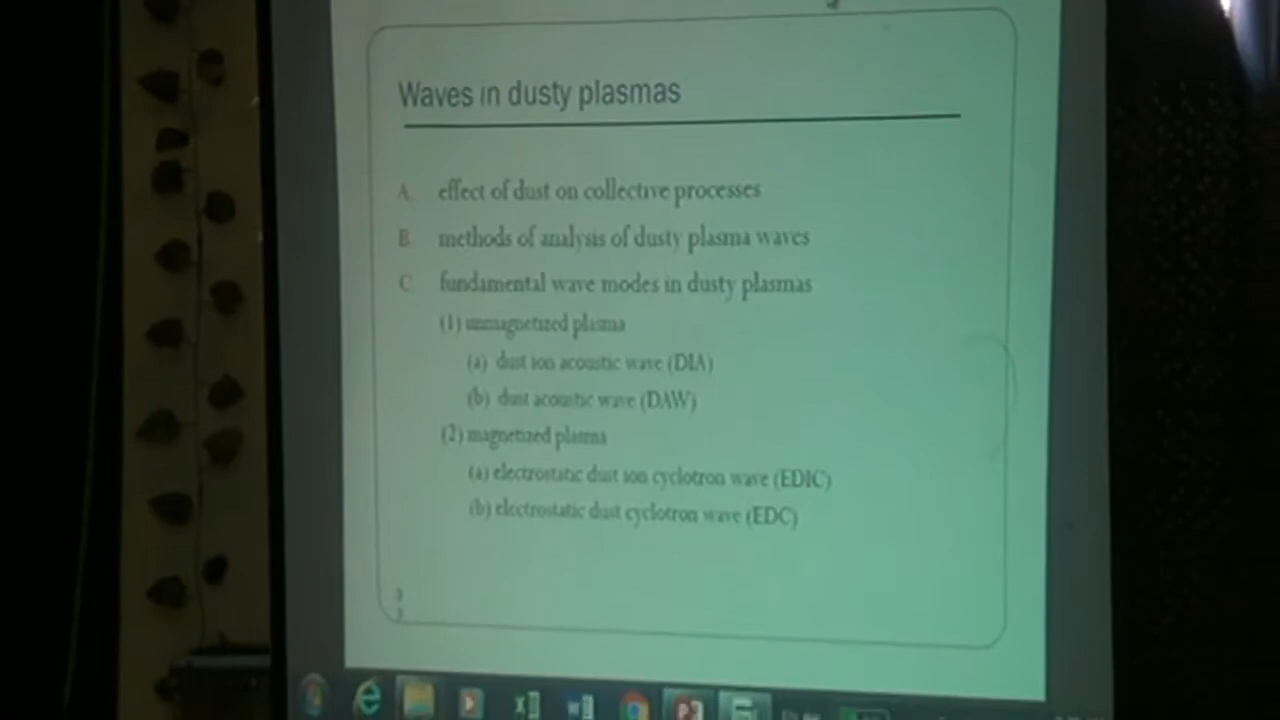 Waves in dusty plasmas
A. effect of dust on collective processes
B. methods of analysis of dusty plasma waves
C. fundamental wave modes in dusty plasmas
(1) unmagnetized plasma
(a) dust ion acoustic wave (DIA)
(b) dust acoustic wave (DAW)
(2) magnetized plasma
(a) electrostatic dust ion cyclotron wave (EDIC)
(b) electrostatic dust cyclotron wave (EDC)